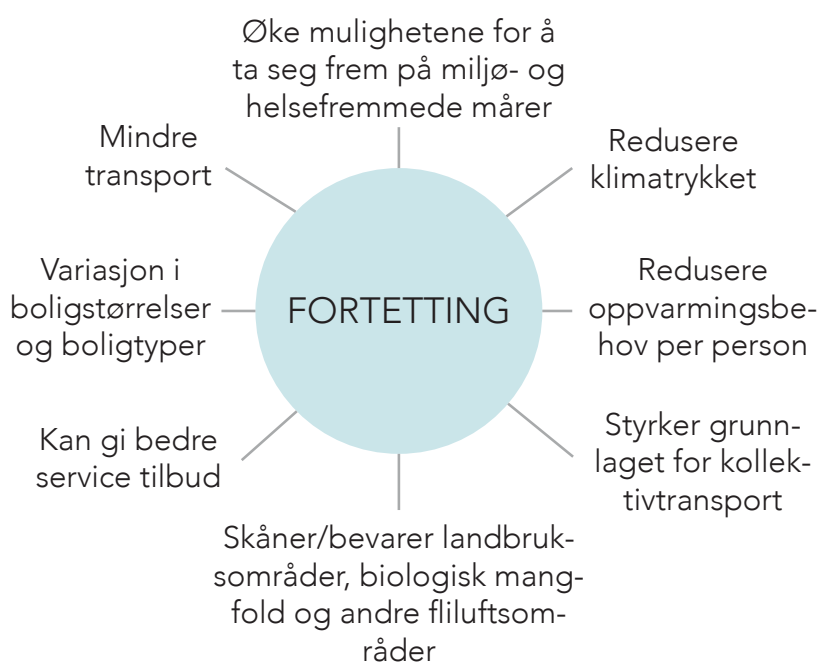 Øke mulighetene for å
ta seg frem på miljø- og
helsefremmede mårer
Mindre
transport
Redusere
klimatrykket
Variasjon i
boligstørrelser
og boligtyper
FORTETTING
Redusere
oppvarmingsbe-
hov per person
Kan gi bedre
service tilbud
Styrker grunn-
laget for kollek-
tivtransport
Skåner/bevarer landbruk-
sområder, biologisk mang-
fold og andre fliluftsom-
råder